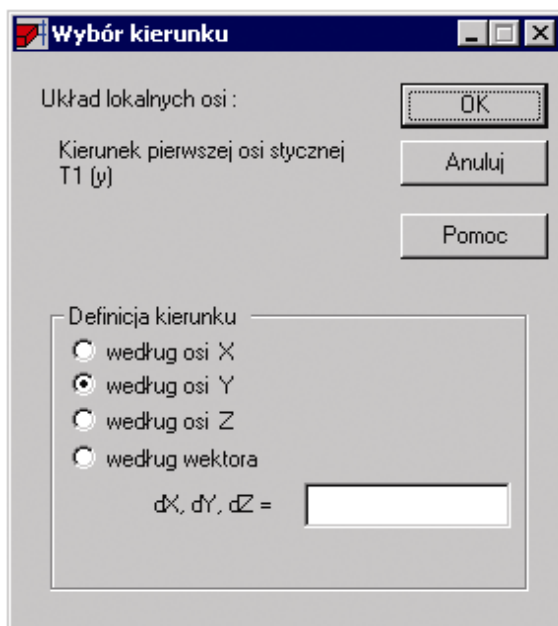 Wybór kierunku
Układ lokalnych osi :
OK
Kierunek pierwszej osi stycznej
T1 (y)
Anuluj
Pomoc
Definicja kierunku
według osi X
według osi Y
według osi Z
według wektora
dX, dY, dZ =